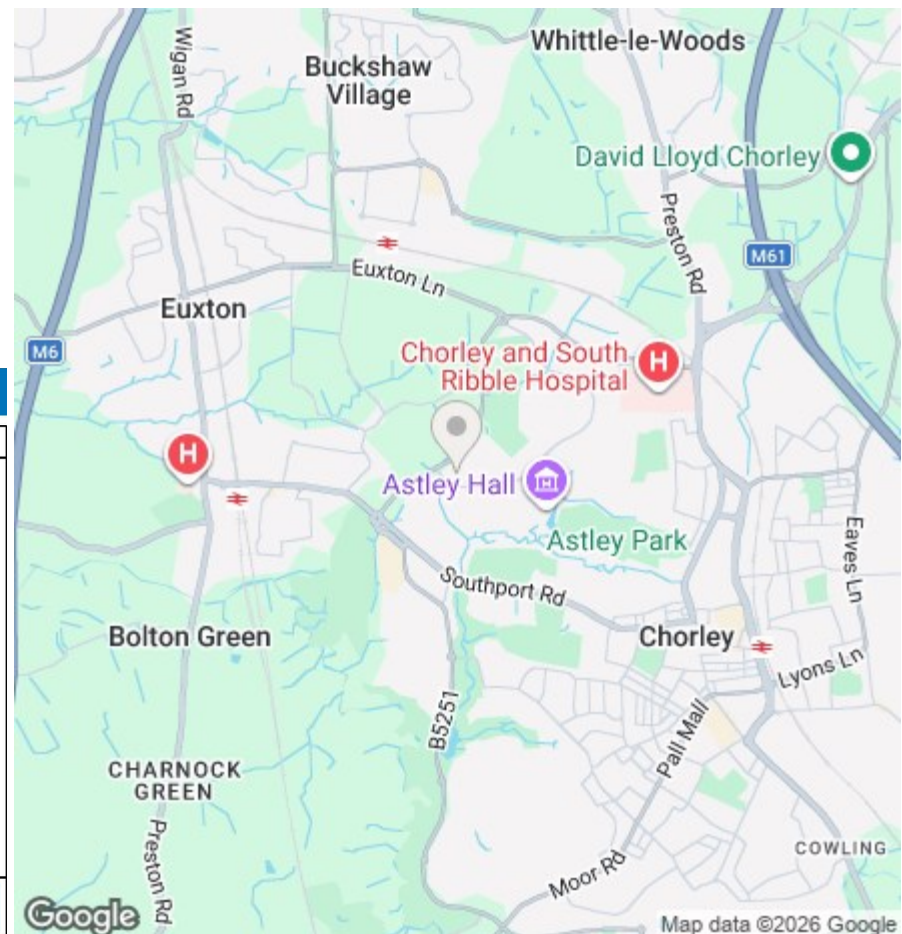 Whittle-le-Woods
Wigan Rd
Buckshaw
Village
David Lloyd Chorley
Preston Rd
M61
Euxton Ln
Euxton
M6
Chorley and South
Ribble Hospital
H
H
Astley Hall
Astley Park
Eaves Ln
Southport Rd
Bolton Green
Chorley
Lyons Ln
B5251
Pall Mall
CHARNOCK
GREEN
Preston Rd
COWLING
Moor Rd
Google
Map data ©2026 Google